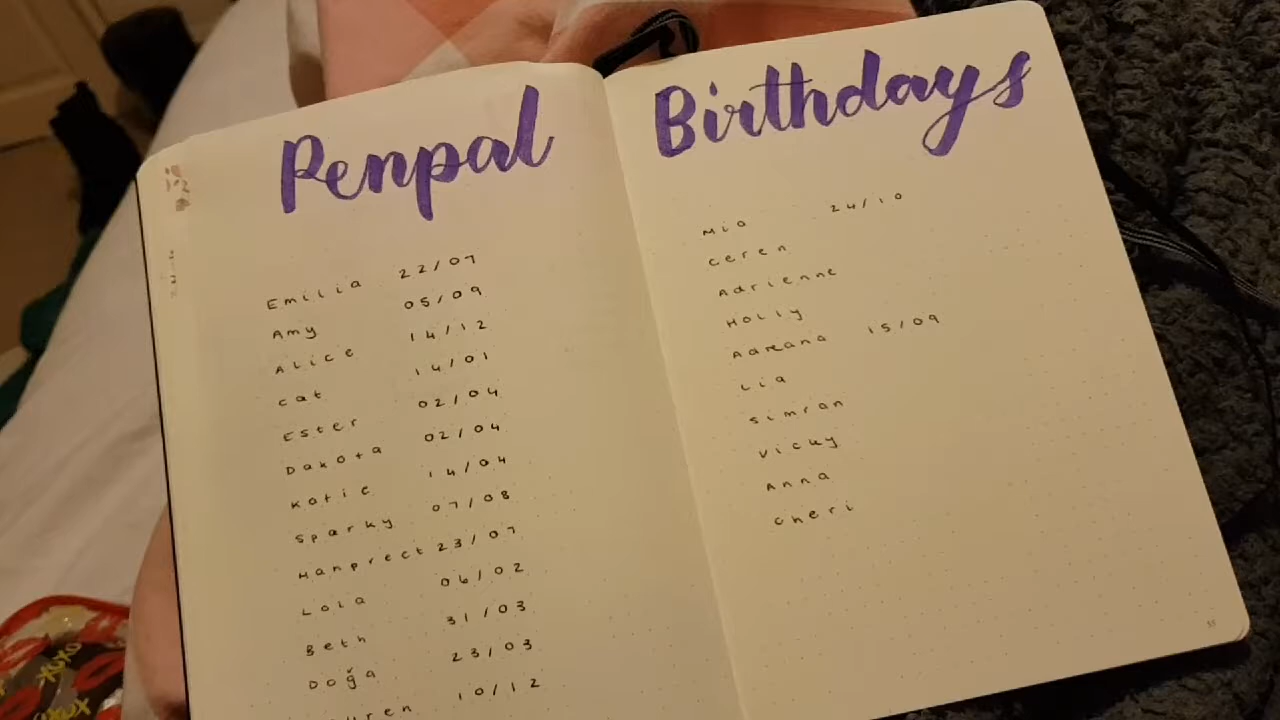 Penpal Birthdays
Emilia 22/07
Amy 05/09
Alice 14/12
Cat 14/01
Ester 02/04
Dakota 02/04
Katie 14/04
Sparky 07/08
Manpreet 23/07
Lola 06/02
Beth 31/03
Doğa 23/03
10/12
Mia 24/10
Ceren
Adrienne
Holly
15/09
Lia
Simran
Vicky
Anna
Cheri
xoxo